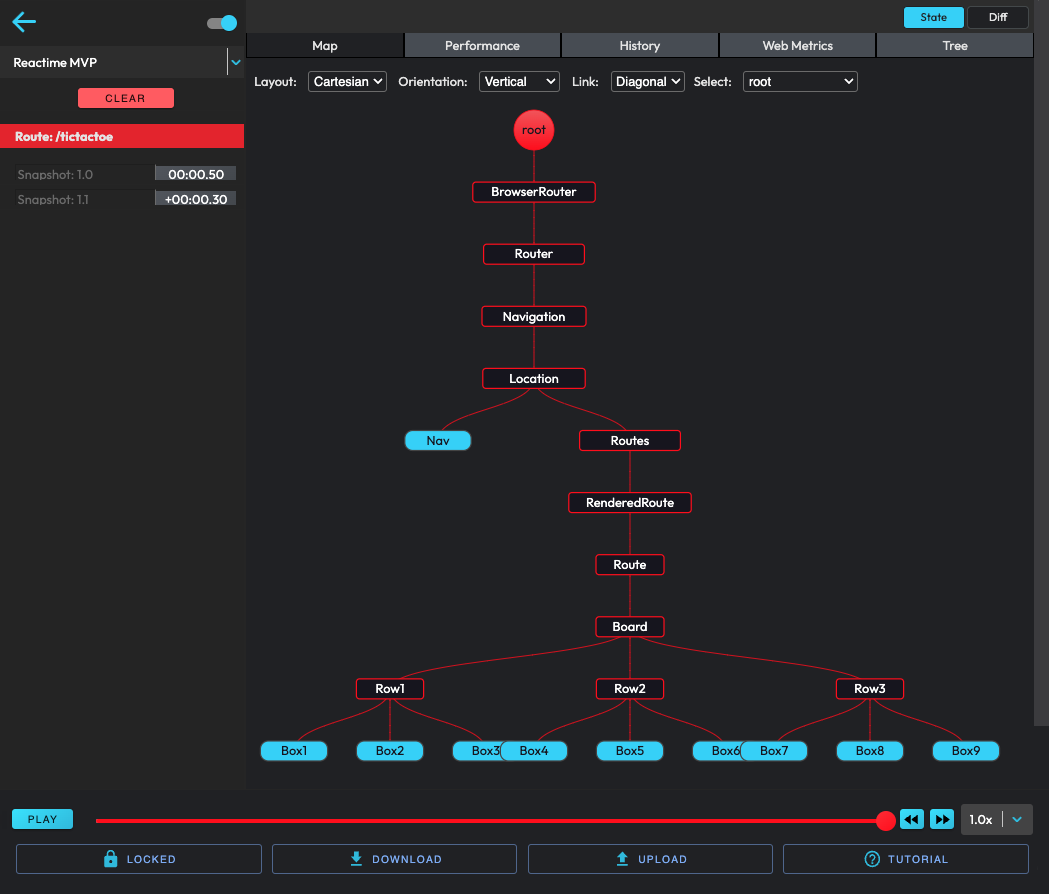 State Diff
Map Performance History Web Metrics Tree
Reactime MVP
Layout: Cartesian Orientation: Vertical Link: Diagonal Select: root
CLEAR
Route: /tictactoe
Snapshot: 1.0 00:00.50
Snapshot: 1.1 +00:00.30
root
BrowserRouter
Router
Navigation
Location
Nav Routes
RenderedRoute
Route
Board
Row1 Row2 Row3
Box1 Box2 Box3 Box4 Box5 Box6 Box7 Box8 Box9
PLAY 1.0x
LOCKED DOWNLOAD UPLOAD TUTORIAL